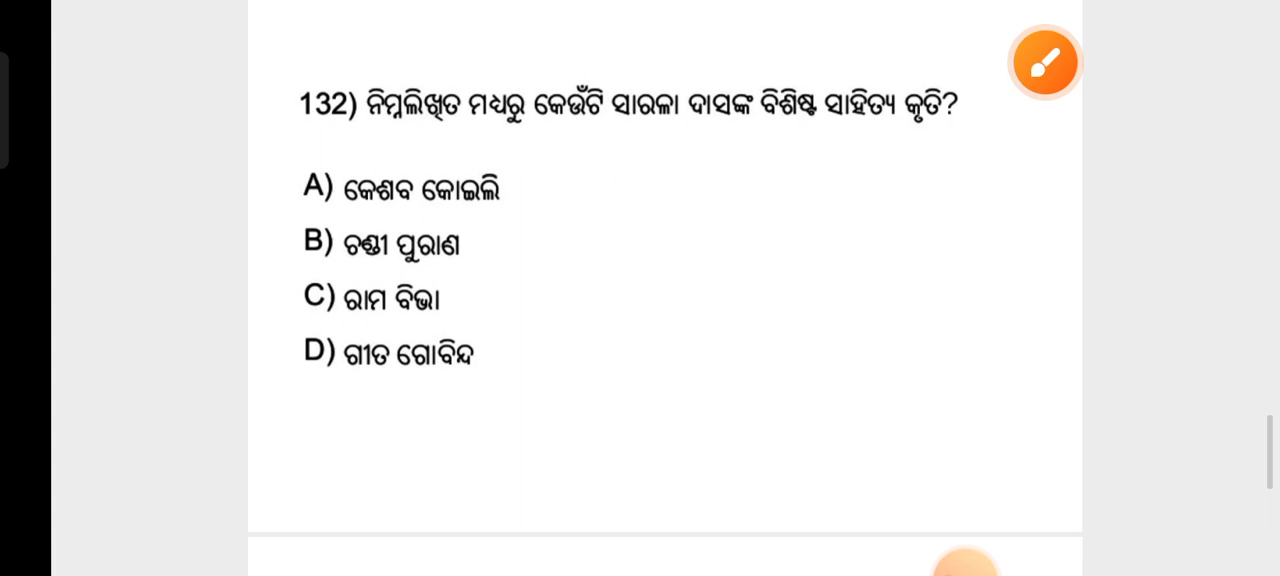 132) ନିମ୍ନଲିଖିତ ମଧ୍ୟରୁ କେଉଁଟି ସାରଳା ଦାସଙ୍କ ବିଶିଷ୍ଟ ସାହିତ୍ୟ କୃତି?
A) କେଶବ କୋଇଲି
B) ଚଣ୍ଡୀ ପୁରାଣ
C) ରାମ ବିଭା
D) ଗୀତ ଗୋବିନ୍ଦ